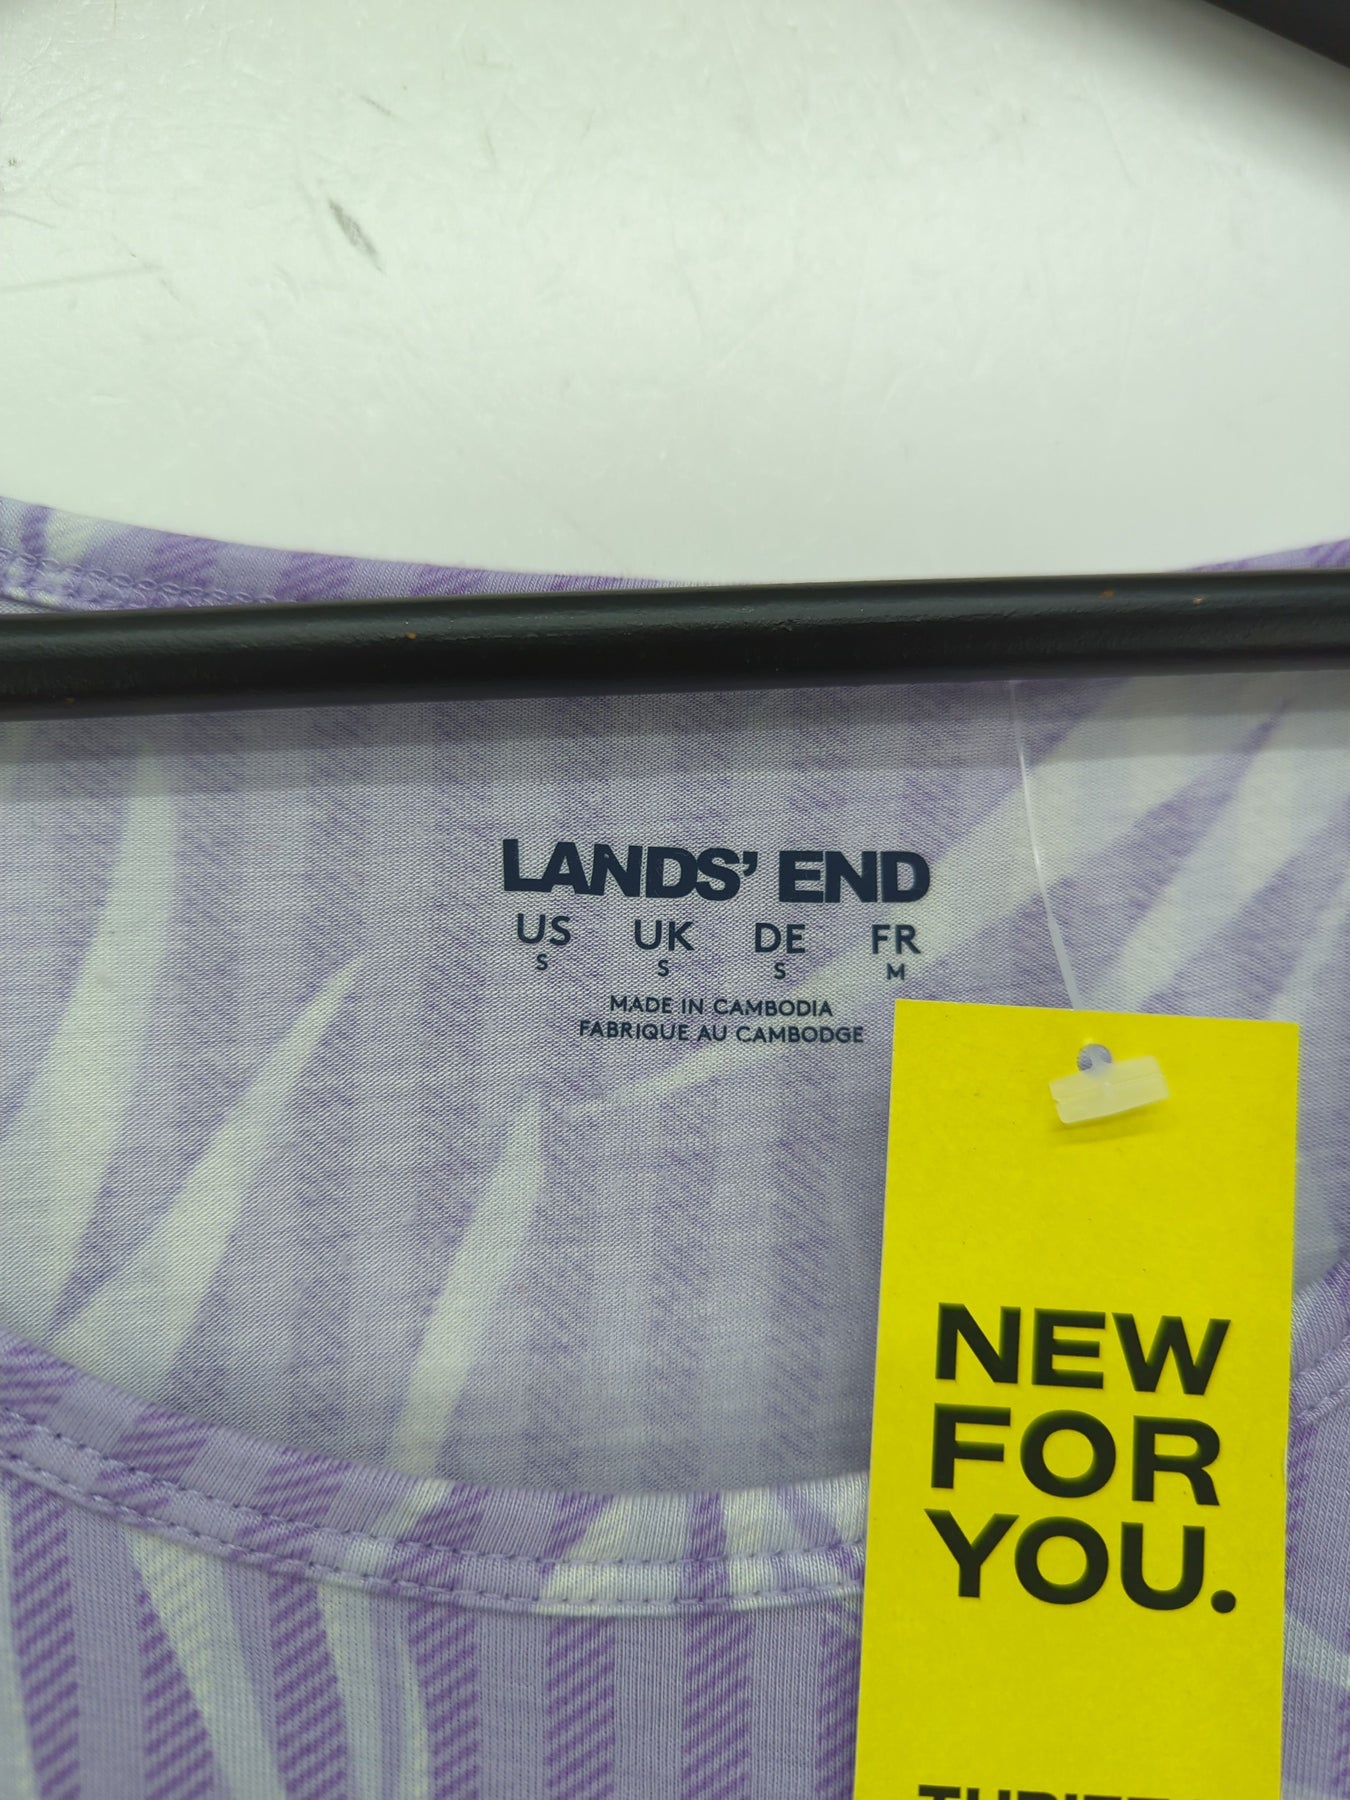 LANDS' END
US UK DE FR
S S S M
MADE IN CAMBODIA
FABRIQUE AU CAMBODGE
NEW
FOR
YOU.